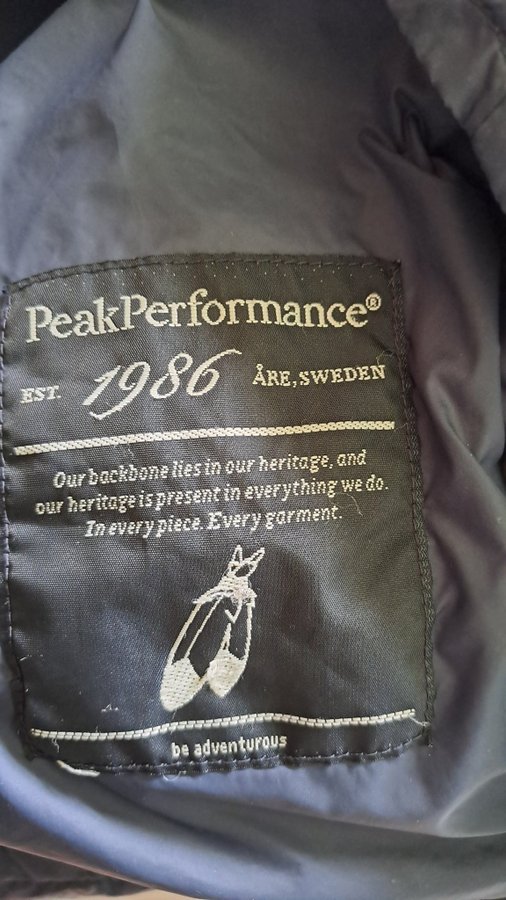 PeakPerformance®
EST. 1986 ÅRE, SWEDEN
Our backbone lies in our heritage, and
our heritage is present in everything we do.
In every piece. Every garment.
be adventurous